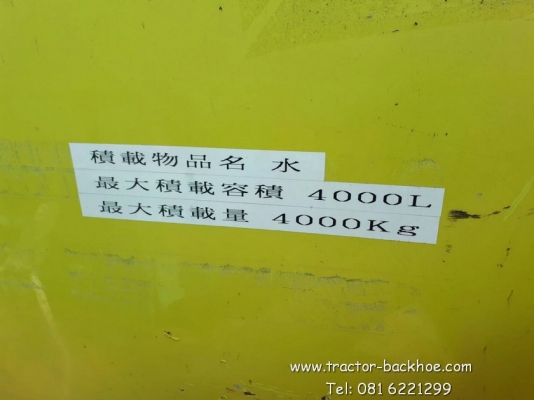 積載物品名 水
最大積載容積 4000L
最大積載量 4000Kg
www.tractor-backhoe.com
Tel: 081 6221299